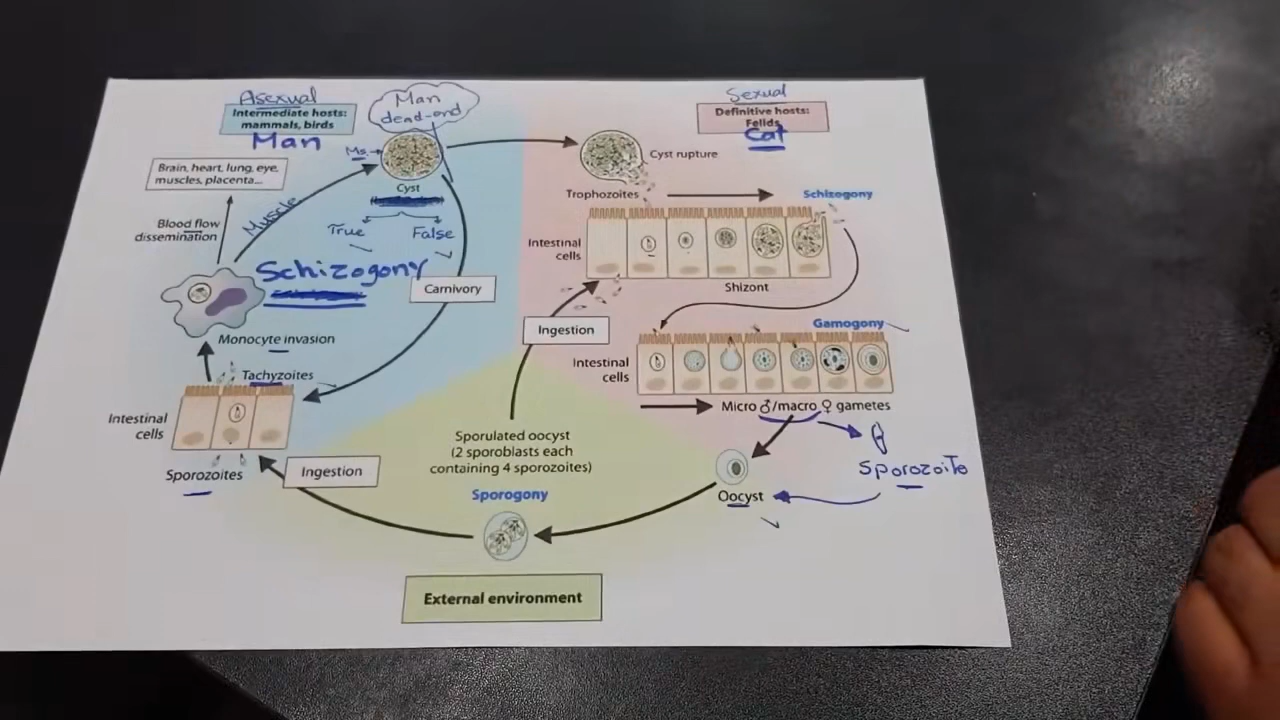 Asexual
Intermediate hosts:
mammals, birds
Man
Man
dead-end
Sexual
Definitive hosts:
Felids
Cat
Brain, heart, lung, eye,
muscles, placenta...
Ms.
Cyst
True False
Muscle
Blood flow
dissemination
Schizogony
Carnivory
Monocyte invasion
Tachyzoites
Intestinal
cells
Sporozoites
Ingestion
Cyst rupture
Trophozoites
Schizogony
Intestinal
cells
Shizont
Ingestion
Gamogony
Intestinal
cells
Micro ♂/macro ♀ gametes
Sporozoite
Oocyst
Sporulated oocyst
(2 sporoblasts each
containing 4 sporozoites)
Sporogony
External environment